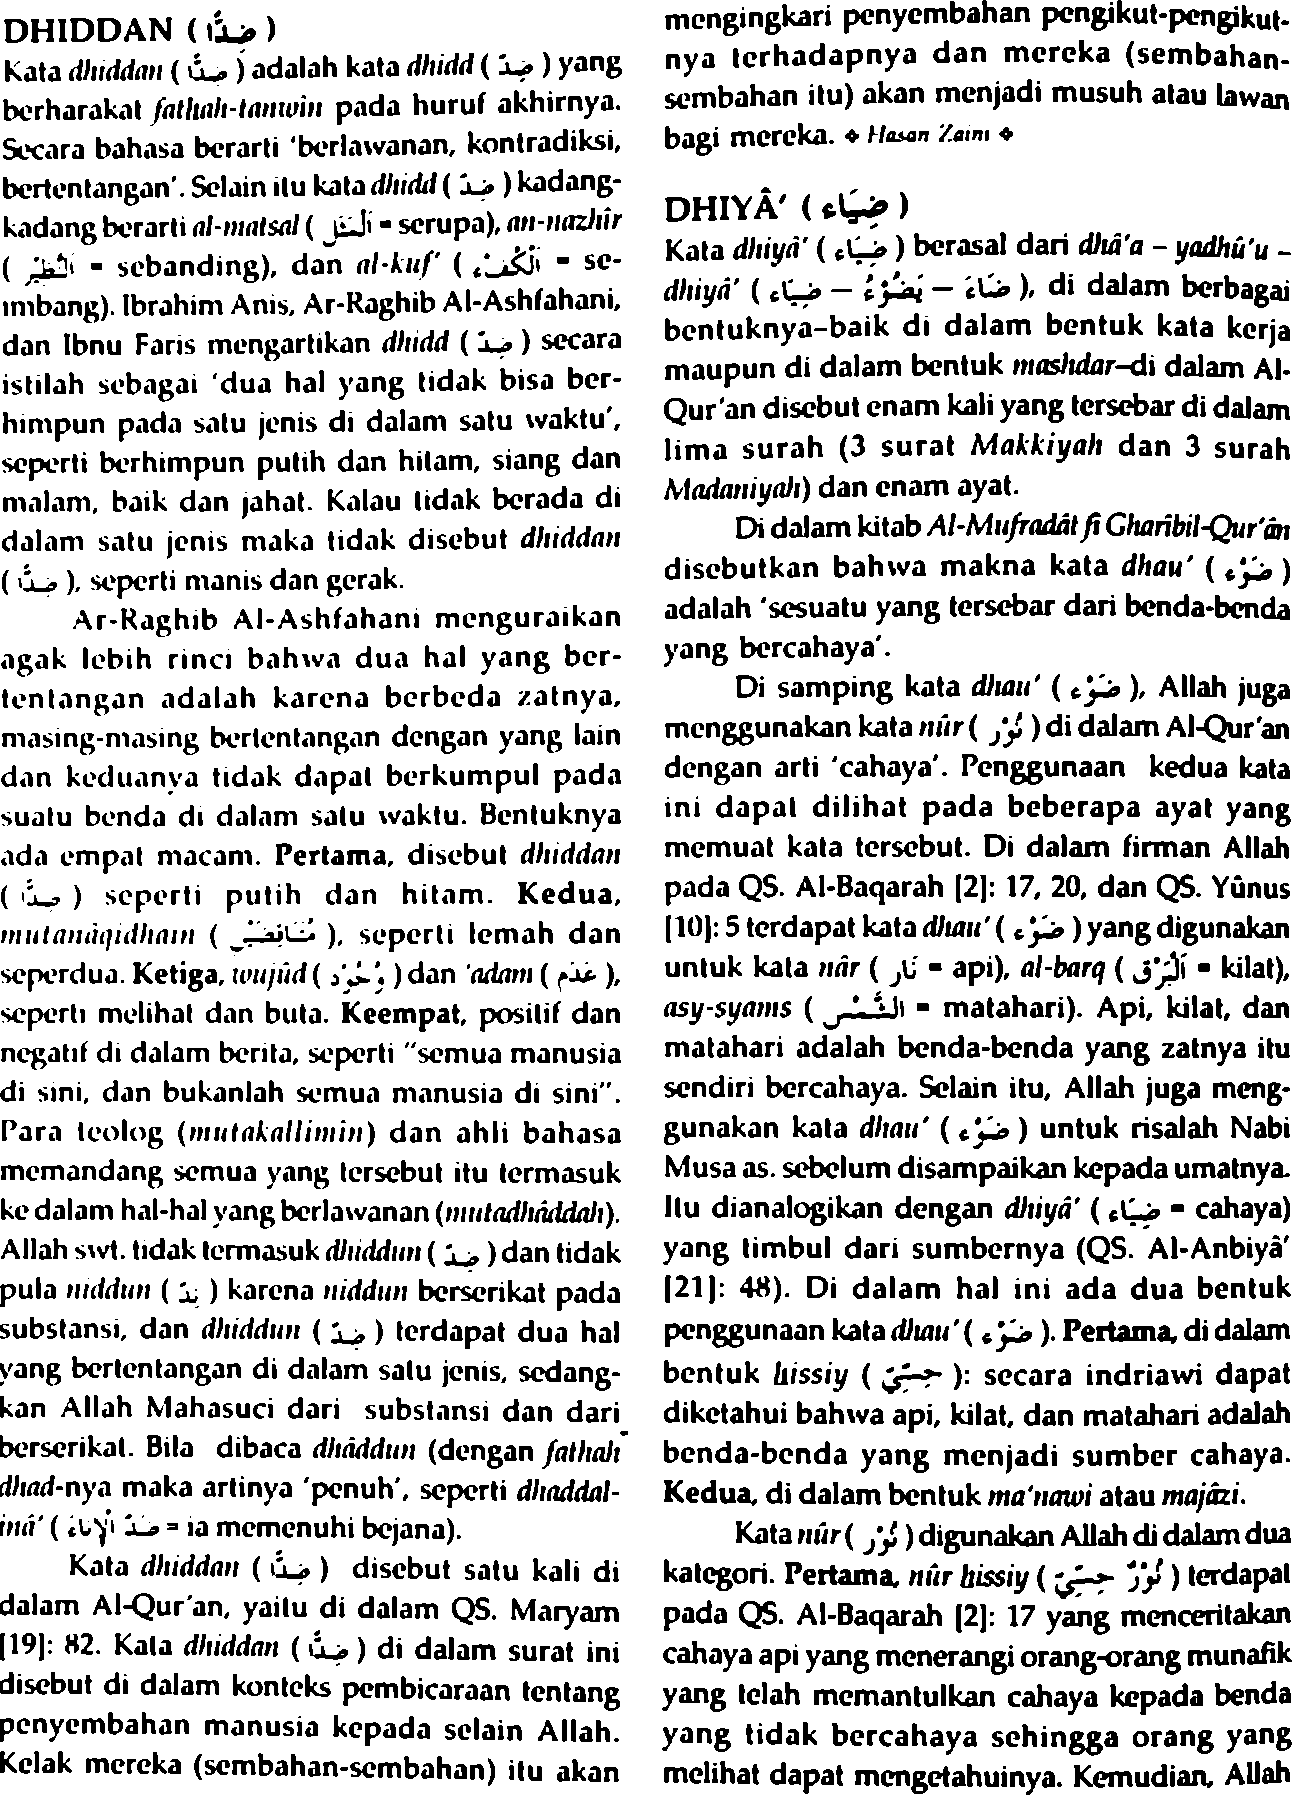 DHIDDAN ( ضِدًّا )
Kata dhiddan ( ضِدًّا ) adalah kata dhidd ( ضِدّ ) yang
berharakat fathah-tanwin pada huruf akhirnya.
Secara bahasa berarti 'berlawanan, kontradiksi,
bertentangan'. Selain itu kata dhidd ( ضِدّ ) kadang-
kadang berarti al-matsal ( اَلْمَثَل = serupa), an-nazhîr
( اَلنَّظِيْر = sebanding), dan al-kuf' ( اَلْكُفْء = se-
imbang). Ibrahim Anis, Ar-Raghib Al-Ashfahani,
dan Ibnu Faris mengartikan dhidd ( ضِدّ ) secara
istilah sebagai 'dua hal yang tidak bisa ber-
himpun pada satu jenis di dalam satu waktu',
seperti berhimpun putih dan hitam, siang dan
malam, baik dan jahat. Kalau tidak berada di
dalam satu jenis maka tidak disebut dhiddan
( ضِدًّا ), seperti manis dan gerak.
Ar-Raghib Al-Ashfahani menguraikan
agak lebih rinci bahwa dua hal yang ber-
tentangan adalah karena berbeda zatnya,
masing-masing bertentangan dengan yang lain
dan keduanya tidak dapat berkumpul pada
suatu benda di dalam satu waktu. Bentuknya
ada empat macam. Pertama, disebut dhiddan
( ضِدًّا ) seperti putih dan hitam. Kedua,
mutanâqidhain ( مُتَنَاقِضَيْن ), seperti lemah dan
seperdua. Ketiga, wujûd ( وُجُوْد ) dan 'adam ( عَدَم ),
seperti melihat dan buta. Keempat, positif dan
negatif di dalam berita, seperti "semua manusia
di sini, dan bukanlah semua manusia di sini".
Para teolog (mutakallimin) dan ahli bahasa
memandang semua yang tersebut itu termasuk
ke dalam hal-hal yang berlawanan (mutadhâddah).
Allah swt. tidak termasuk dhiddun ( ضِدّ ) dan tidak
pula niddun ( نِدّ ) karena niddun berserikat pada
substansi, dan dhiddun ( ضِدّ ) terdapat dua hal
yang bertentangan di dalam satu jenis, sedang-
kan Allah Mahasuci dari substansi dan dari
berserikat. Bila dibaca dhâddun (dengan fathah
dhad-nya maka artinya 'penuh', seperti dhaddal-
inâ' ( ضَدَّ الْإِنَاءَ = ia memenuhi bejana).
Kata dhiddan ( ضِدًّا ) disebut satu kali di
dalam Al-Qur'an, yaitu di dalam QS. Maryam
[19]: 82. Kata dhiddan ( ضِدًّا ) di dalam surat ini
disebut di dalam konteks pembicaraan tentang
penyembahan manusia kepada selain Allah.
Kelak mereka (sembahan-sembahan) itu akan
mengingkari penyembahan pengikut-pengikut-
nya terhadapnya dan mereka (sembahan-
sembahan itu) akan menjadi musuh atau lawan
bagi mereka. ❖ Hasan Zaini ❖
DHIYÂ' ( ضِيَاء )
Kata dhiyâ' ( ضِيَاء ) berasal dari dhâ'a – yadhû'u –
dhiyâ' ( ضَاءَ – يَضُوْءُ – ضِيَاء ), di dalam berbagai
bentuknya–baik di dalam bentuk kata kerja
maupun di dalam bentuk mashdar–di dalam Al-
Qur'an disebut enam kali yang tersebar di dalam
lima surah (3 surat Makkiyah dan 3 surah
Madaniyah) dan enam ayat.
Di dalam kitab Al-Mufradât fî Gharîbil-Qur'ân
disebutkan bahwa makna kata dhau' ( ضَوْء )
adalah 'sesuatu yang tersebar dari benda-benda
yang bercahaya'.
Di samping kata dhau' ( ضَوْء ), Allah juga
menggunakan kata nûr ( نُوْر ) di dalam Al-Qur'an
dengan arti 'cahaya'. Penggunaan kedua kata
ini dapat dilihat pada beberapa ayat yang
memuat kata tersebut. Di dalam firman Allah
pada QS. Al-Baqarah [2]: 17, 20, dan QS. Yûnus
[10]: 5 terdapat kata dhau' ( ضَوْء ) yang digunakan
untuk kata nâr ( نَار = api), al-barq ( اَلْبَرْق = kilat),
asy-syams ( اَلشَّمْس = matahari). Api, kilat, dan
matahari adalah benda-benda yang zatnya itu
sendiri bercahaya. Selain itu, Allah juga meng-
gunakan kata dhau' ( ضَوْء ) untuk risalah Nabi
Musa as. sebelum disampaikan kepada umatnya.
Itu dianalogikan dengan dhiyâ' ( ضِيَاء = cahaya)
yang timbul dari sumbernya (QS. Al-Anbiyâ'
[21]: 48). Di dalam hal ini ada dua bentuk
penggunaan kata dhau' ( ضَوْء ). Pertama, di dalam
bentuk hissiy ( حِسِّيّ ): secara indriawi dapat
diketahui bahwa api, kilat, dan matahari adalah
benda-benda yang menjadi sumber cahaya.
Kedua, di dalam bentuk ma'nawi atau majâzi.
Kata nûr ( نُوْر ) digunakan Allah di dalam dua
kategori. Pertama, nûr hissiy ( نُوْرٌ حِسِّيّ ) terdapat
pada QS. Al-Baqarah [2]: 17 yang menceritakan
cahaya api yang menerangi orang-orang munafik
yang telah memantulkan cahaya kepada benda
yang tidak bercahaya sehingga orang yang
melihat dapat mengetahuinya. Kemudian, Allah